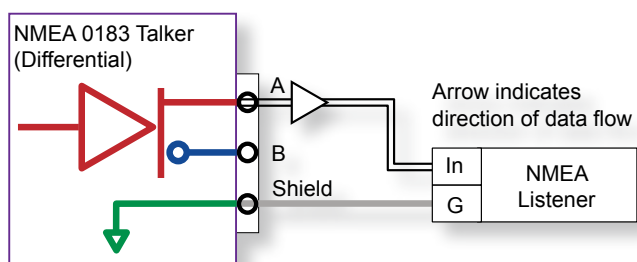 NMEA 0183 Talker
(Differential)
A
B
Shield
Arrow indicates
direction of data flow
In
G
NMEA
Listener